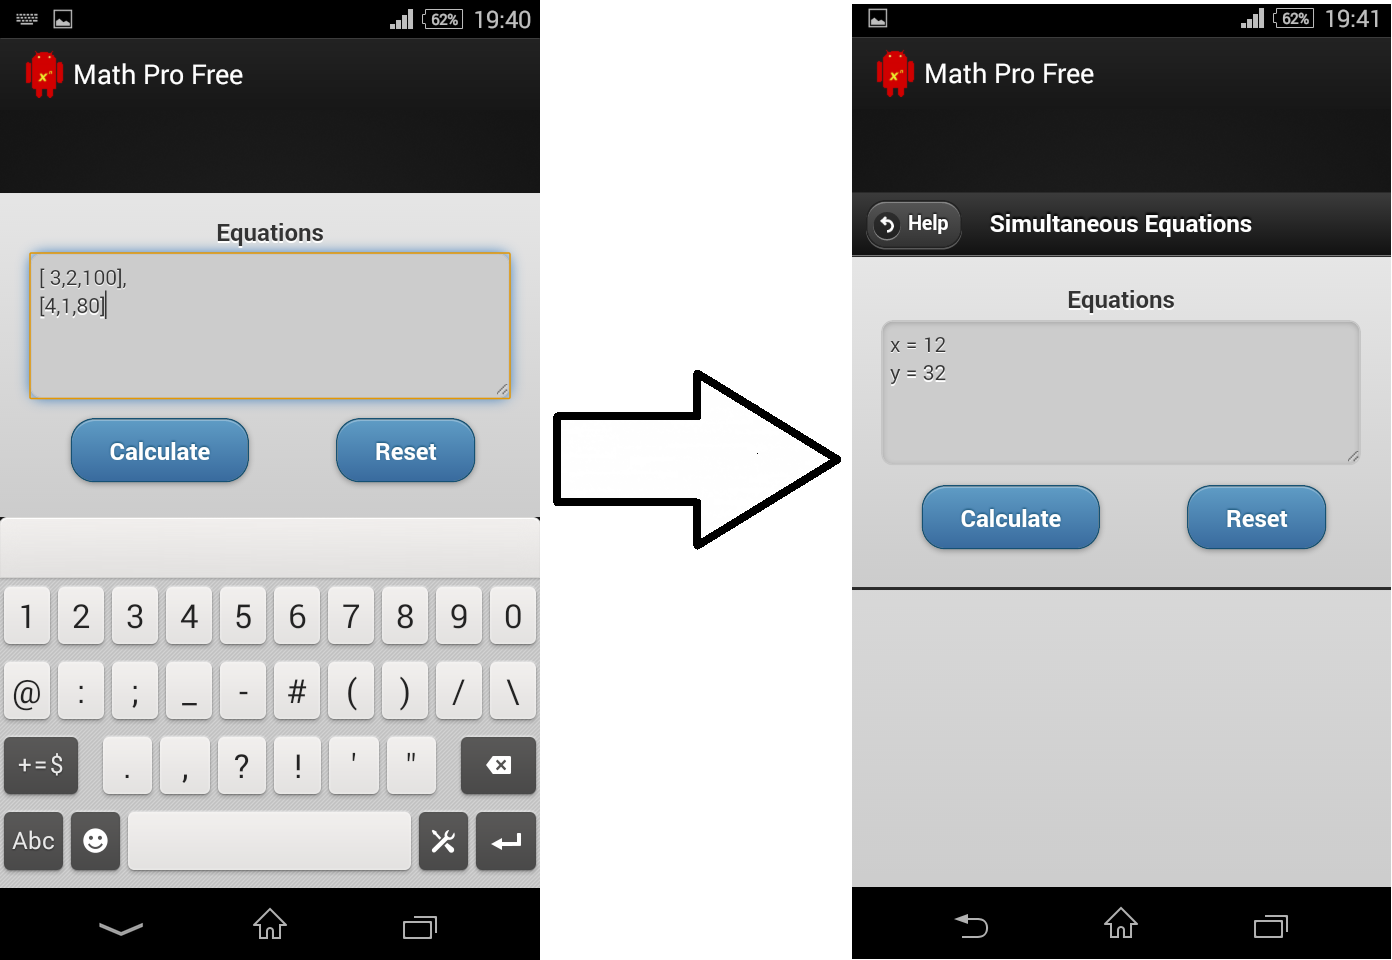 62% 19:40
Math Pro Free
Equations
[ 3,2,100],
[4,1,80]
Calculate Reset
1 2 3 4 5 6 7 8 9 0
@ : ; _ - # ( ) / \
+=$ . , ? ! ' "
Abc
62% 19:41
Math Pro Free
Help Simultaneous Equations
Equations
x = 12
y = 32
Calculate Reset